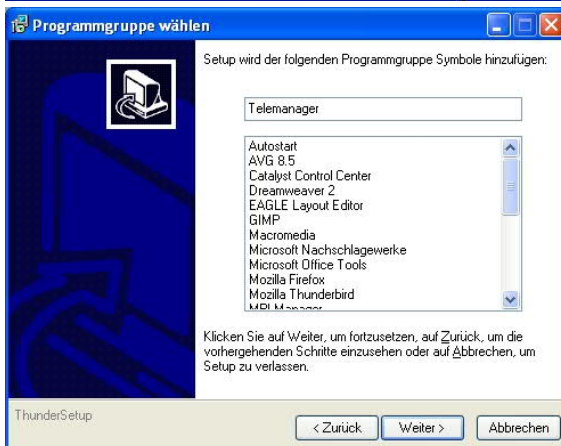 Programmgruppe wählen
Setup wird der folgenden Programmgruppe Symbole hinzufügen:
Telemanager
Autostart
AVG 8.5
Catalyst Control Center
Dreamweaver 2
EAGLE Layout Editor
GIMP
Macromedia
Microsoft Nachschlagewerke
Microsoft Office Tools
Mozilla Firefox
Mozilla Thunderbird
MPI Manager
Klicken Sie auf Weiter, um fortzusetzen, auf Zurück, um die
vorhergehenden Schritte einzusehen oder auf Abbrechen, um
Setup zu verlassen.
ThunderSetup
< Zurück Weiter > Abbrechen